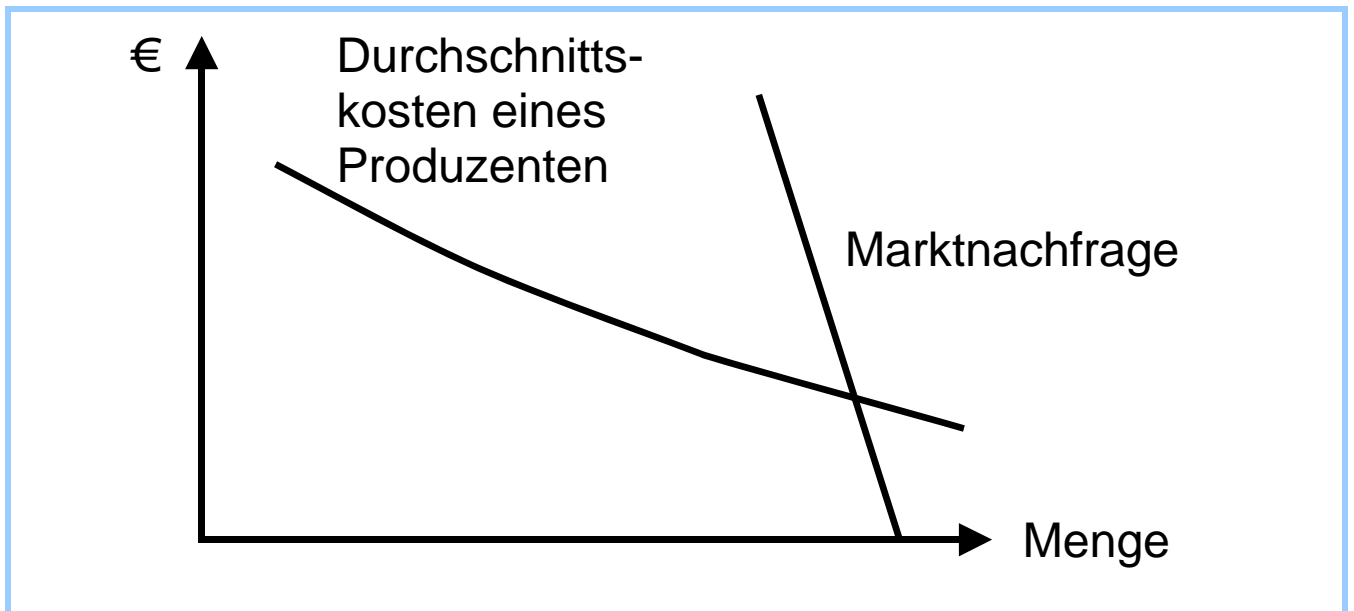 €
Durchschnitts-
kosten eines
Produzenten
Marktnachfrage
Menge